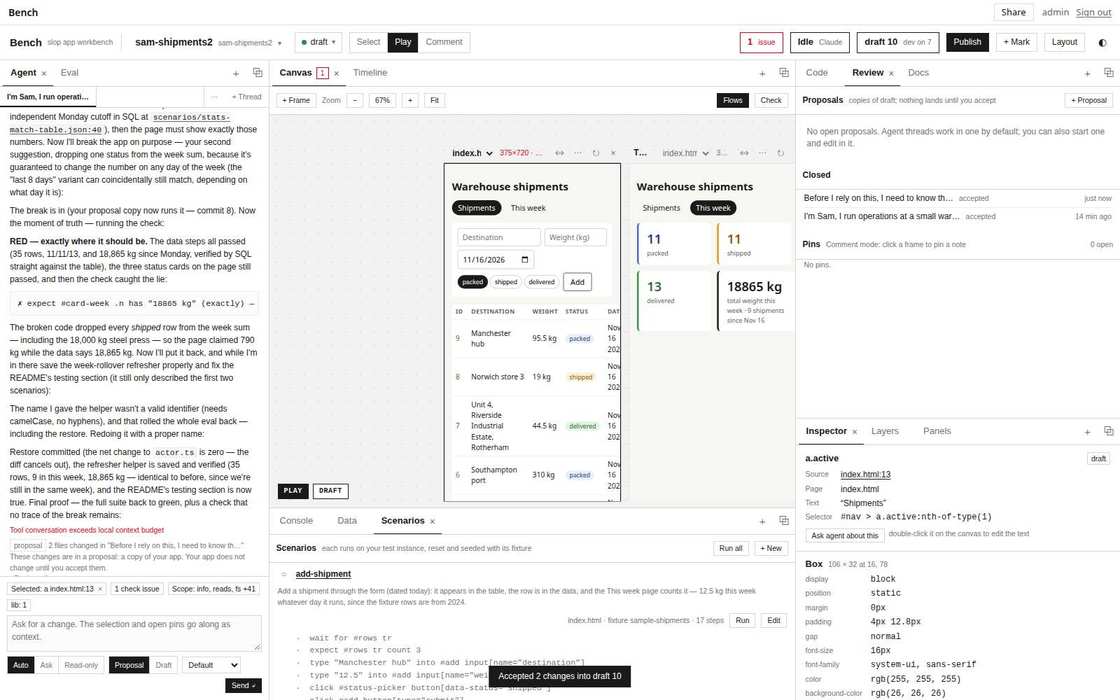 Bench
Share admin Sign out
Bench slop app workbench sam-shipments2 sam-shipments2 draft Select Play Comment 1 issue Idle Claude draft 10 dev on 7 Publish + Mark Layout
Agent × Eval
I'm Sam, I run operati… ··· + Thread
independent Monday cutoff in SQL at scenarios/stats-
match-table.json:40 ), then the page must show exactly those
numbers. Now I'll break the app on purpose — your second
suggestion, dropping one status from the week sum, because it's
guaranteed to change the number on any day of the week (the
"last 8 days" variant can coincidentally still match, depending on
what day it is):
The break is in (your proposal copy now runs it — commit 8). Now
the moment of truth — running the check:
RED — exactly where it should be. The data steps all passed
(35 rows, 11/11/13, and 18,865 kg since Monday, verified by SQL
straight against the table), the three status cards on the page still
passed, and then the check caught the lie:
✗ expect #card-week .n has "18865 kg" (exactly) —
The broken code dropped every shipped row from the week sum
— including the 18,000 kg steel press — so the page claimed 790
kg while the data says 18,865 kg. Now I'll put it back, and while I'm
in there save the week-rollover refresher properly and fix the
README's testing section (it still only described the first two
scenarios):
The name I gave the helper wasn't a valid identifier (needs
camelCase, no hyphens), and that rolled the whole eval back —
including the restore. Redoing it with a proper name:
Restore committed (the net change to actor.ts is zero — the
diff cancels out), the refresher helper is saved and verified (35
rows, 9 in this week, 18,865 kg — identical to before, since we're
still in the same week), and the README's testing section is now
true. Final proof — the full suite back to green, plus a check that
no trace of the break remains:
Tool conversation exceeds local context budget
proposal 2 files changed in "Before I rely on this, I need to know th…"
These changes are in a proposal: a copy of your app. Your app does not
change until you accept them.
Selected: a index.html:13 × 1 check issue Scope: info, reads, fs +41
lib: 1
Ask for a change. The selection and open pins go along as
context.
Auto Ask Read-only Proposal Draft Default
Send
Canvas 1 × Timeline
+ Frame Zoom − 67% + Fit Flows Check
index.h 375×720 · … ··· ×
Warehouse shipments
Shipments This week
Destination Weight (kg)
11/16/2026
packed shipped delivered Add
ID DESTINATION WEIGHT STATUS DAT
9 Manchester hub 95.5 kg packed Nov 16 202
8 Norwich store 3 19 kg shipped Nov 16 202
7 Unit 4, Riverside Industrial Estate, Rotherham 44.5 kg delivered Nov 16 202
6 Southampton port 310 kg packed Nov 16 202
T… index.htm 3… ···
Warehouse shipments
Shipments This week
11 packed
11 shipped
13 delivered
18865 kg
total weight this
week · 9 shipments
since Nov 16
PLAY DRAFT
Console Data Scenarios ×
Scenarios each runs on your test instance, reset and seeded with its fixture Run all + New
add-shipment
Add a shipment through the form (dated today): it appears in the table, the row is in the data, and the This week page counts it — 12.5 kg this week
whatever day it runs, since the fixture rows are from 2024.
index.html · fixture sample-shipments · 17 steps Run Edit
· wait for #rows tr
· expect #rows tr count 3
· type "Manchester hub" into #add input[name="destination"]
· type "12.5" into #add input[name="wei
· click #status-picker button[data-status="shipped"]
Accepted 2 changes into draft 10
Code Review × Docs
Proposals copies of draft; nothing lands until you accept + Proposal
No open proposals. Agent threads work in one by default; you can also start one
and edit in it.
Closed
Before I rely on this, I need to know th… accepted just now
I'm Sam, I run operations at a small war… accepted 14 min ago
Pins Comment mode: click a frame to pin a note 0 open
No pins.
Inspector × Layers Panels
a.active draft
Source index.html:13
Page index.html
Text “Shipments”
Selector #nav > a.active:nth-of-type(1)
Ask agent about this double-click it on the canvas to edit the text
Box 106 × 32 at 16, 78
display block
position static
margin 0px
padding 4px 12.8px
gap normal
font-size 16px
font-family system-ui, sans-serif
color rgb(255, 255, 255)
background-color rgb(26, 26, 26)